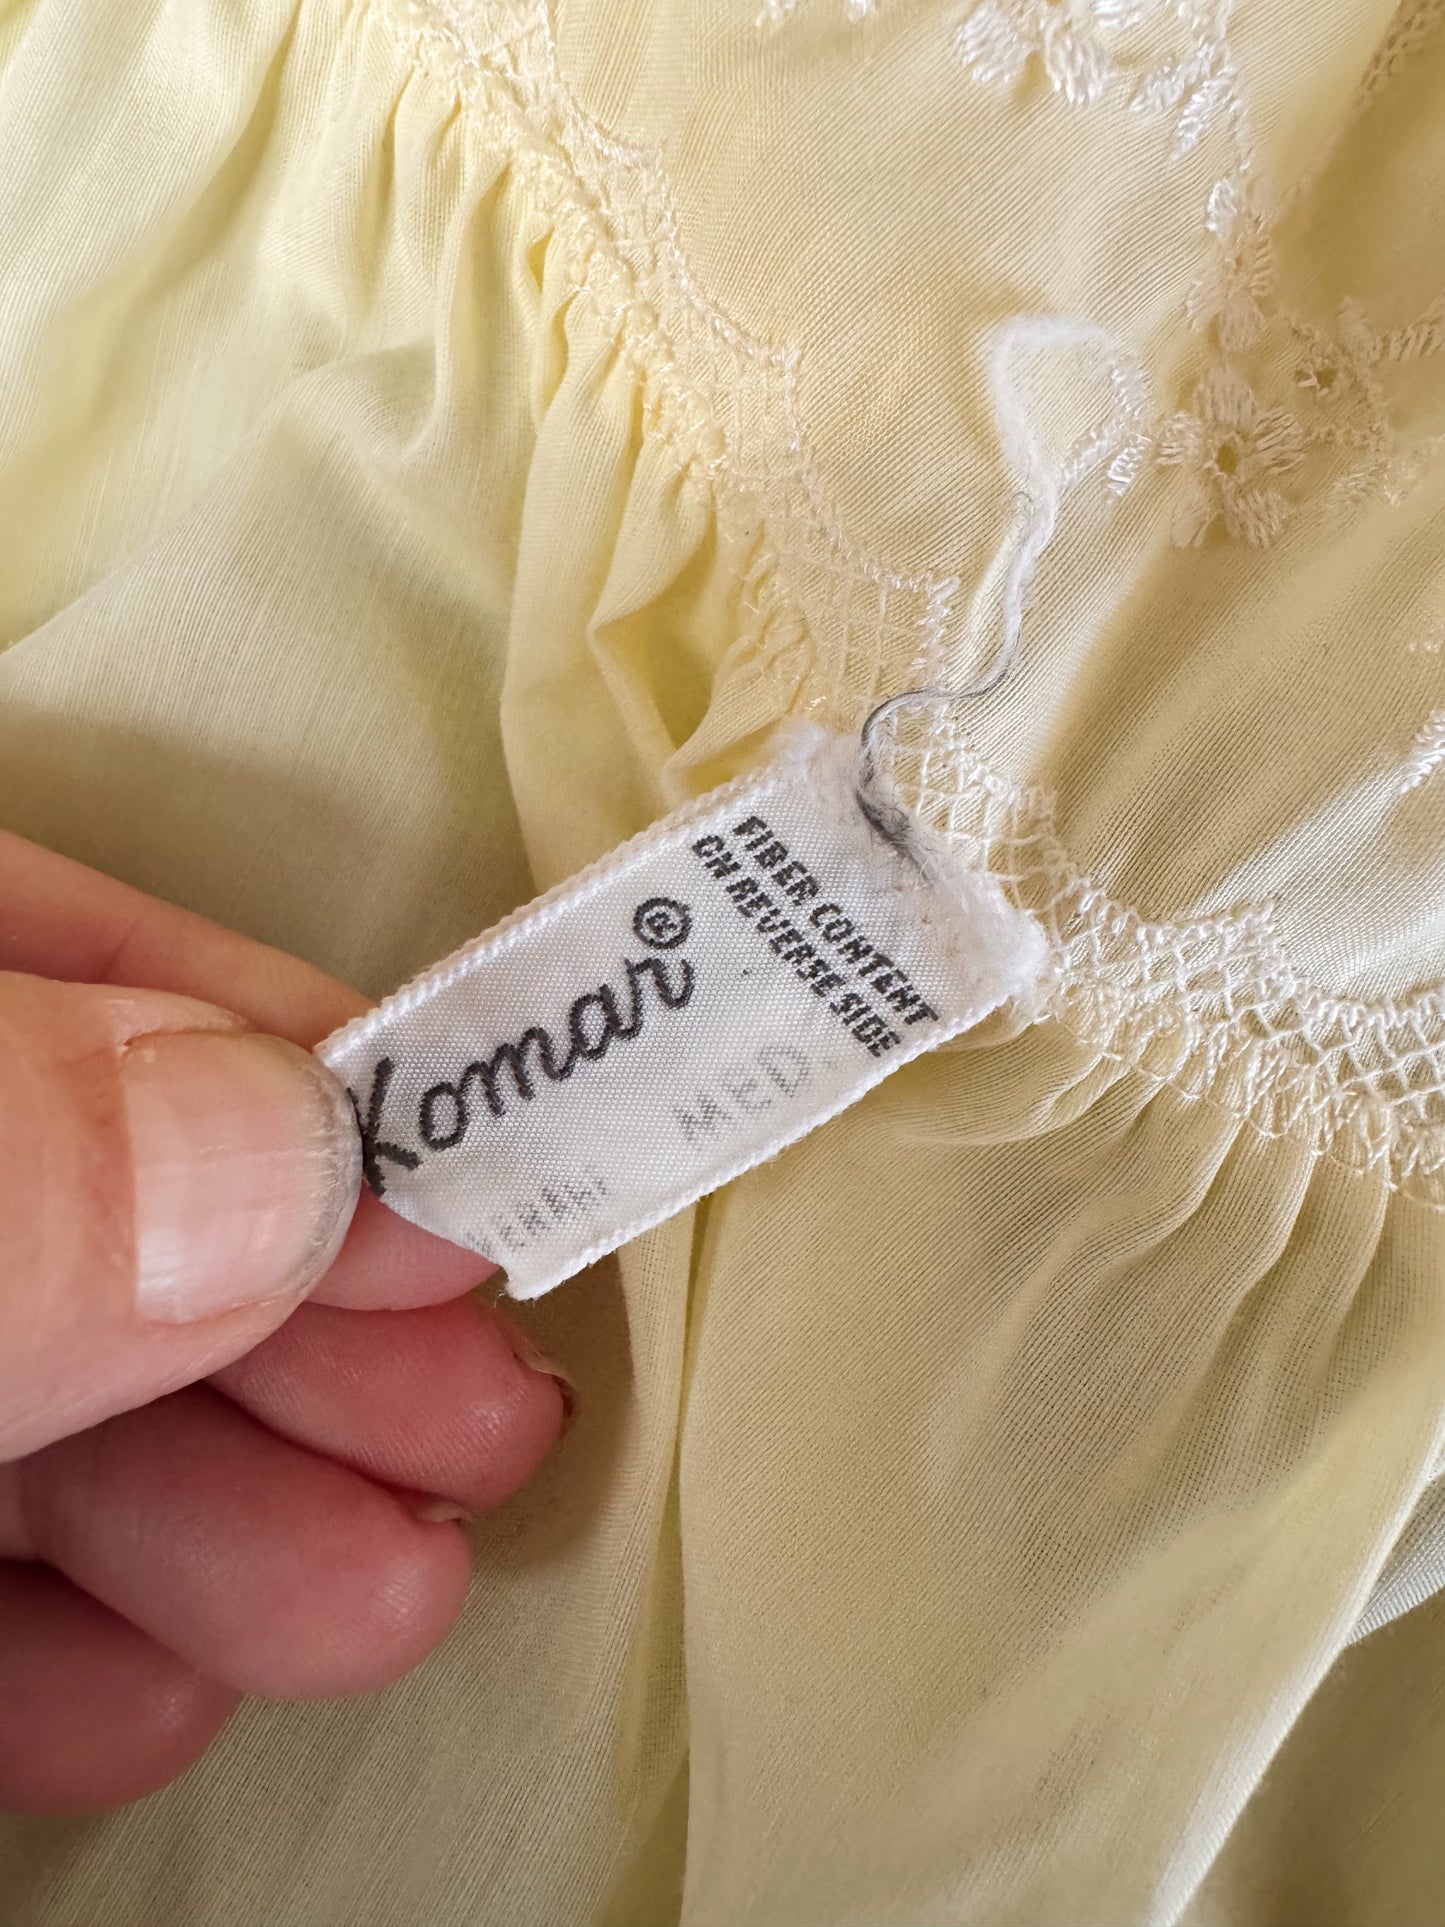 Komar®
FIBER CONTENT
ON REVERSE SIDE
MED